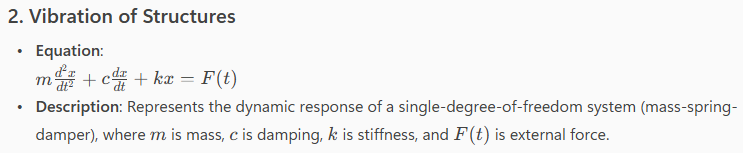 2. Vibration of Structures
• Equation:
m d²x/dt² + c dx/dt + kx = F(t)
• Description: Represents the dynamic response of a single-degree-of-freedom system (mass-spring-
damper), where m is mass, c is damping, k is stiffness, and F(t) is external force.